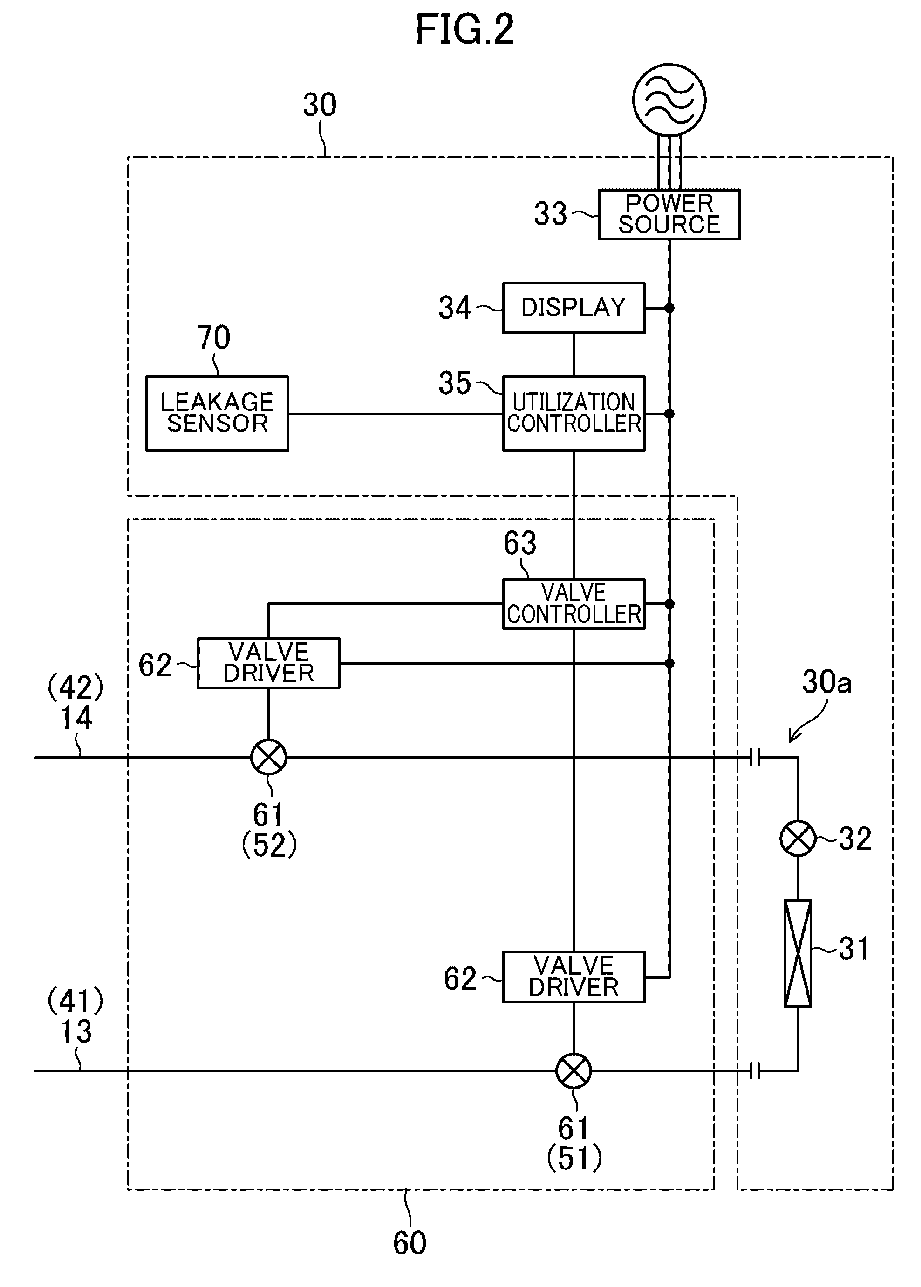 FIG.2
30
33
POWER
SOURCE
34
DISPLAY
70
LEAKAGE
SENSOR
35
UTILIZATION
CONTROLLER
63
VALVE
CONTROLLER
62
VALVE
DRIVER
(42)
14
30a
61
(52)
32
31
62
VALVE
DRIVER
(41)
13
61
(51)
60